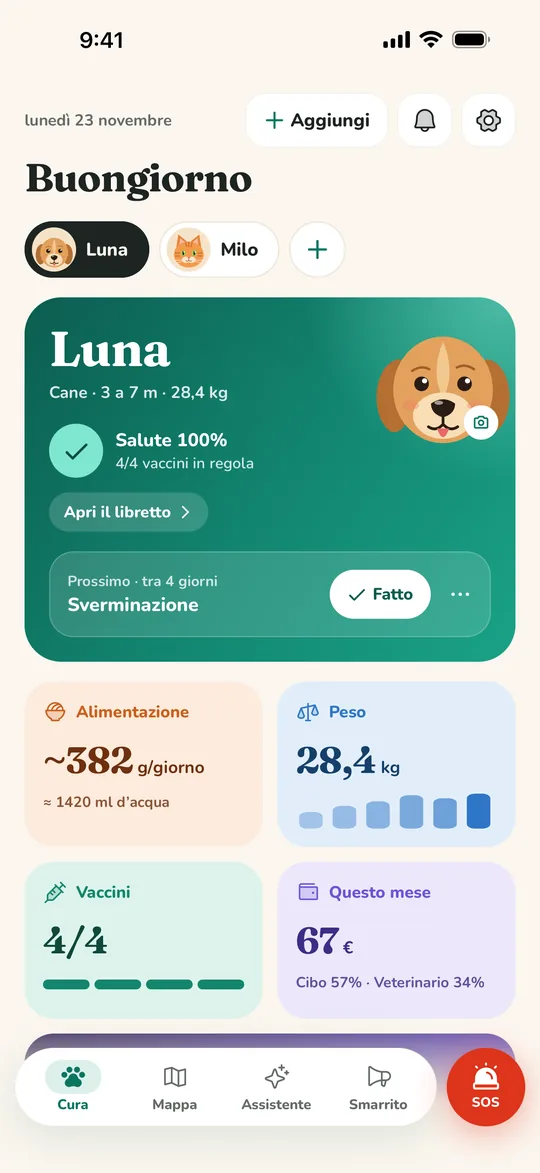 9:41
lunedì 23 novembre
Aggiungi
Buongiorno
Luna
Milo
Luna
Cane · 3 a 7 m · 28,4 kg
Salute 100%
4/4 vaccini in regola
Apri il libretto
Prossimo · tra 4 giorni
Sverminazione
Fatto
Alimentazione
~382 g/giorno
≈ 1420 ml d’acqua
Peso
28,4 kg
Vaccini
4/4
Questo mese
67 €
Cibo 57% · Veterinario 34%
Cura
Mappa
Assistente
Smarrito
SOS